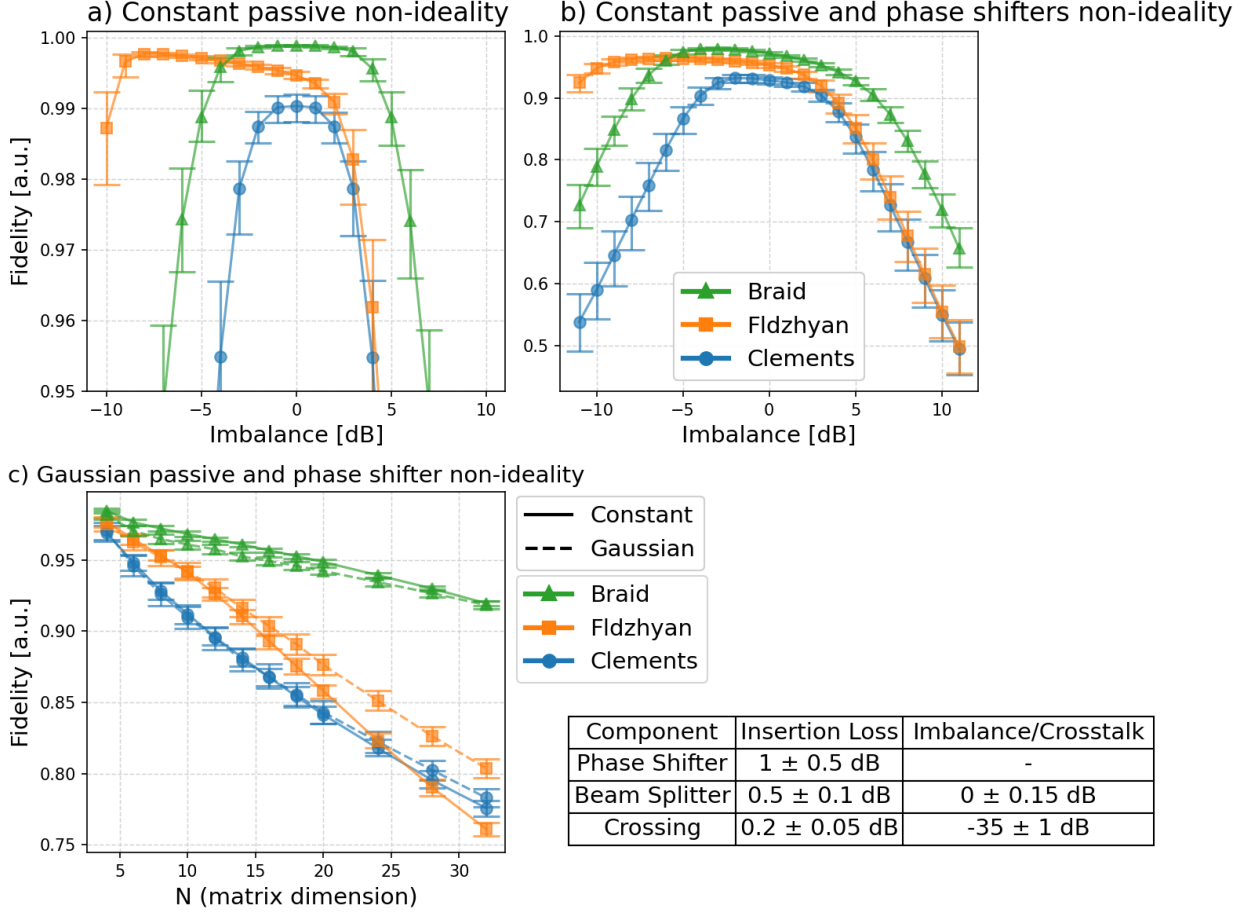 a) Constant passive non-ideality
1.00
0.99
0.98
0.97
0.96
0.95
Fidelity [a.u.]
−10
−5
0
5
10
Imbalance [dB]
b) Constant passive and phase shifters non-ideality
1.0
0.9
0.8
0.7
0.6
0.5
Braid
Fldzhyan
Clements
−10
−5
0
5
10
Imbalance [dB]
c) Gaussian passive and phase shifter non-ideality
0.95
0.90
0.85
0.80
0.75
Fidelity [a.u.]
5
10
15
20
25
30
N (matrix dimension)
Constant
Gaussian
Braid
Fldzhyan
Clements
Component Insertion Loss Imbalance/Crosstalk
Phase Shifter 1 ± 0.5 dB -
Beam Splitter 0.5 ± 0.1 dB 0 ± 0.15 dB
Crossing 0.2 ± 0.05 dB -35 ± 1 dB